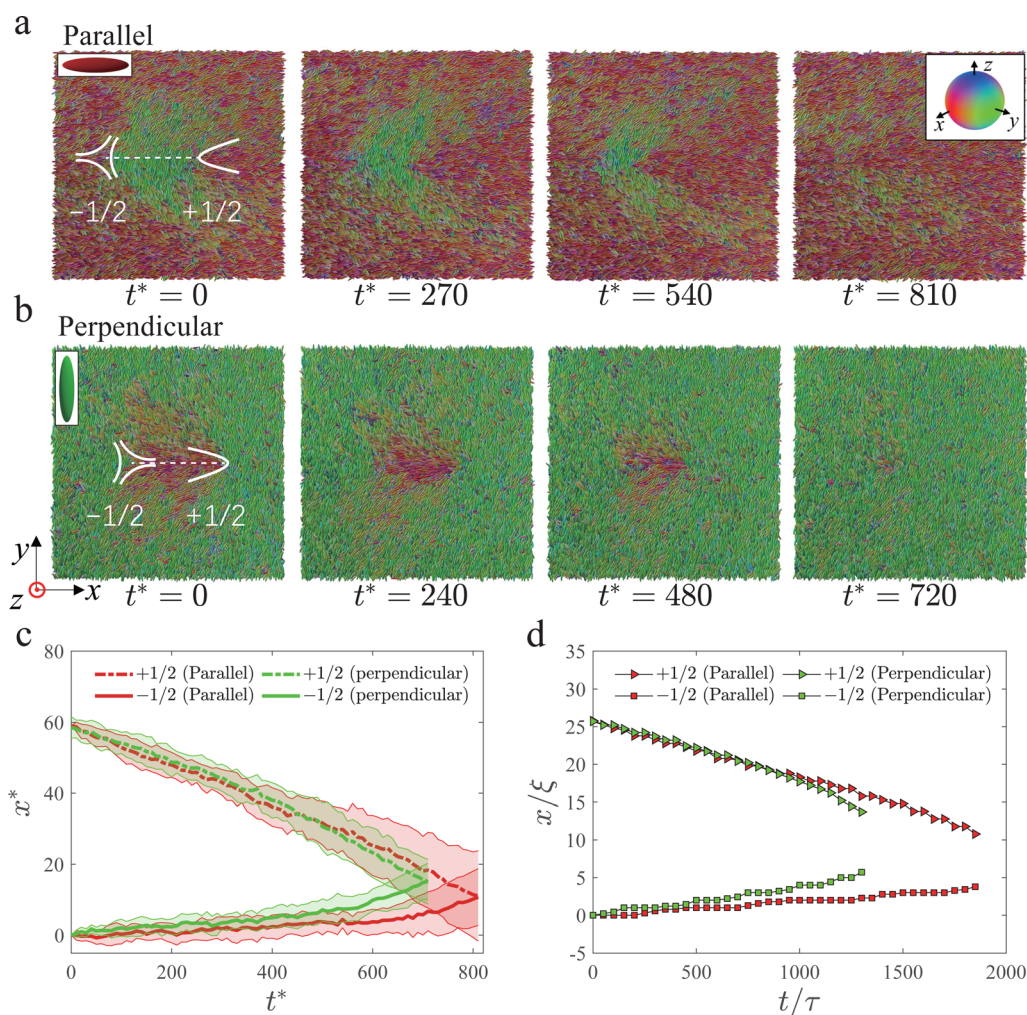 a
Parallel
z
x
y
−1/2
+1/2
t* = 0
t* = 270
t* = 540
t* = 810
b
Perpendicular
−1/2
+1/2
y
z
x
t* = 0
t* = 240
t* = 480
t* = 720
c
+1/2 (Parallel)
+1/2 (perpendicular)
−1/2 (Parallel)
−1/2 (perpendicular)
80
60
40
20
0
x*
0
200
400
600
800
t*
d
+1/2 (Parallel)
+1/2 (Perpendicular)
−1/2 (Parallel)
−1/2 (Perpendicular)
35
30
25
20
15
10
5
0
-5
x/ξ
0
500
1000
1500
2000
t/τ